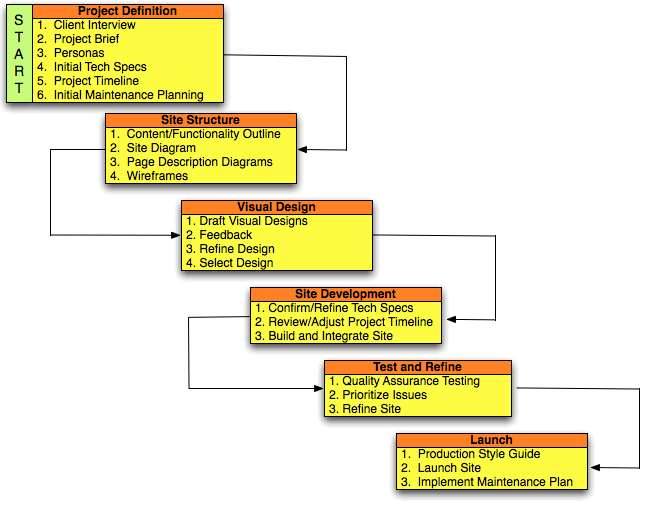 START
Project Definition
1. Client Interview
2. Project Brief
3. Personas
4. Initial Tech Specs
5. Project Timeline
6. Initial Maintenance Planning
Site Structure
1. Content/Functionality Outline
2. Site Diagram
3. Page Description Diagrams
4. Wireframes
Visual Design
1. Draft Visual Designs
2. Feedback
3. Refine Design
4. Select Design
Site Development
1. Confirm/Refine Tech Specs
2. Review/Adjust Project Timeline
3. Build and Integrate Site
Test and Refine
1. Quality Assurance Testing
2. Prioritize Issues
3. Refine Site
Launch
1. Production Style Guide
2. Launch Site
3. Implement Maintenance Plan